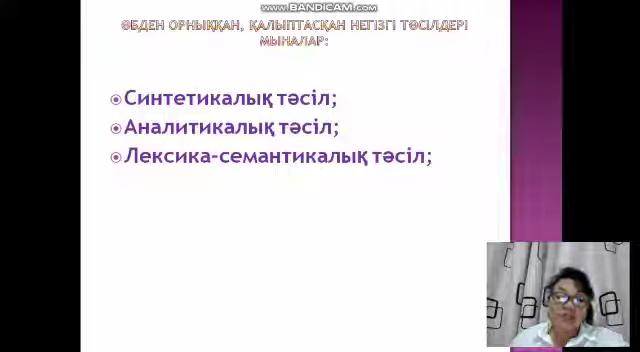 www.BANDICAM.com
ӘБДЕН ОРНЫҚҚАН, ҚАЛЫПТАСҚАН НЕГІЗГІ ТӘСІЛДЕРІ
МЫНАЛАР:
Синтетикалық тәсіл;
Аналитикалық тәсіл;
Лексика-семантикалық тәсіл;